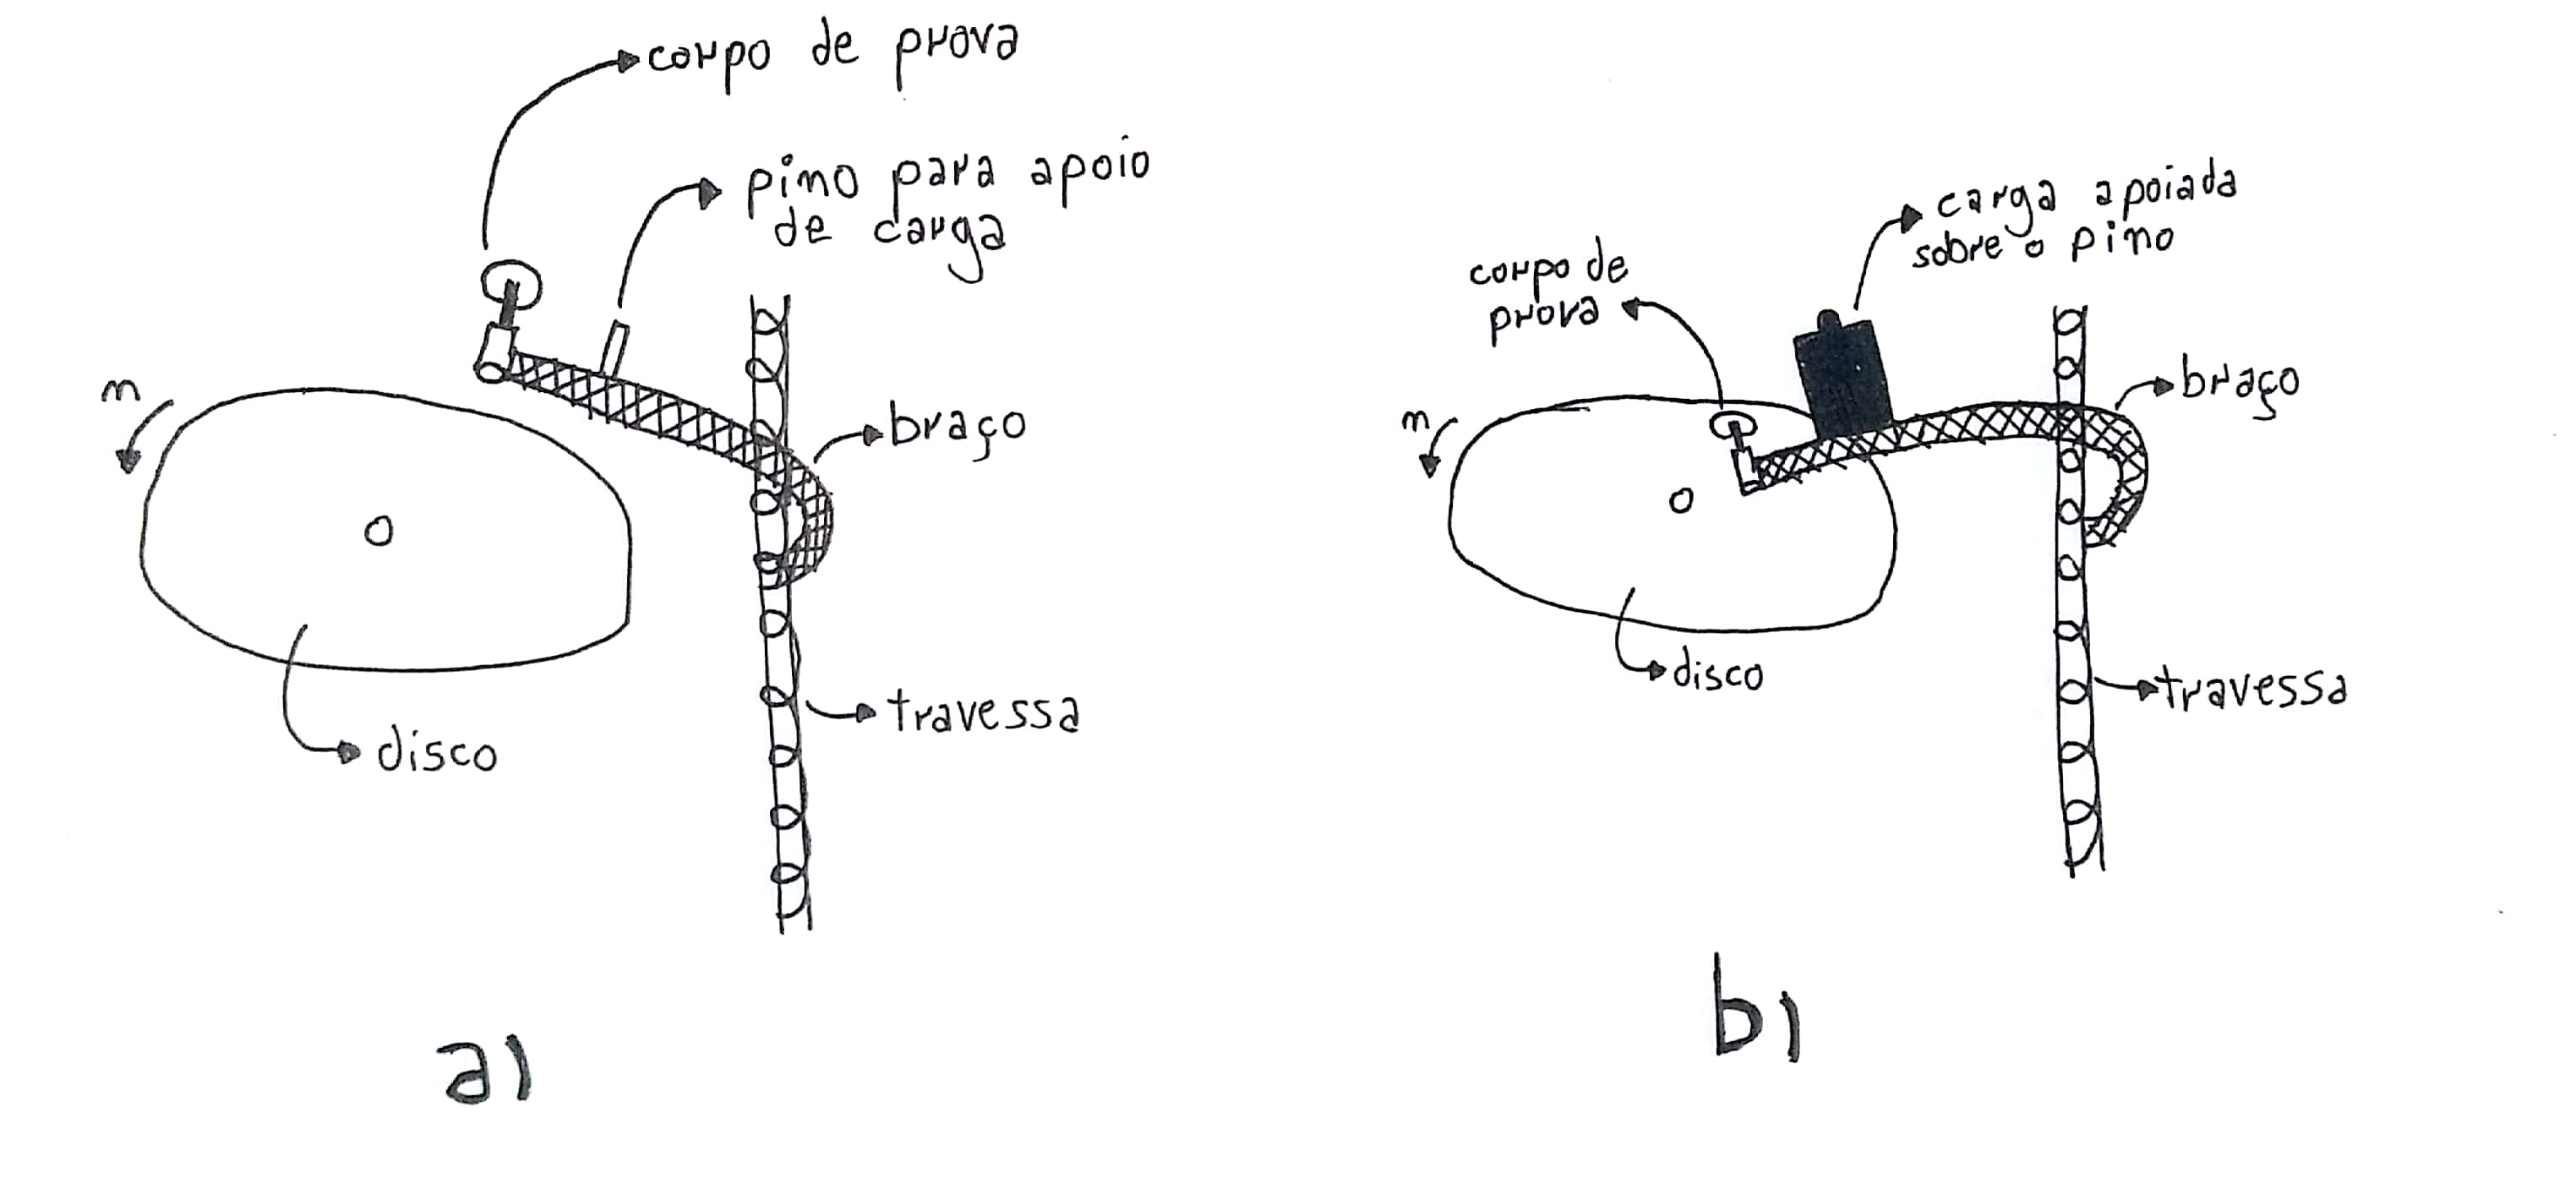 corpo de prova
pino para apoio
de carga
n
braço
travessa
disco
a)
carga apoiada
sobre o pino
corpo de
prova
n
braço
travessa
disco
b)